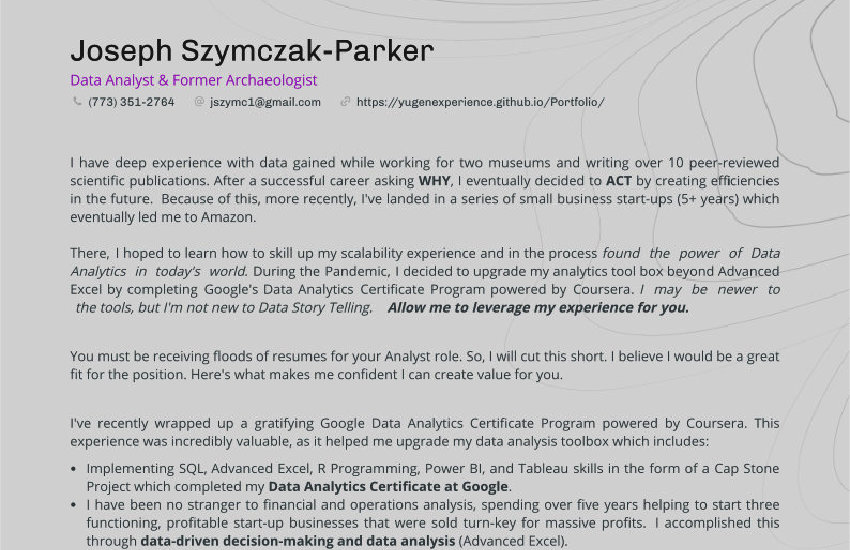 Joseph Szymczak-Parker
Data Analyst & Former Archaeologist
(773) 351-2764 @ jszymc1@gmail.com https://yugenexperience.github.io/Portfolio/
I have deep experience with data gained while working for two museums and writing over 10 peer-reviewed
scientific publications. After a successful career asking WHY, I eventually decided to ACT by creating efficiencies
in the future. Because of this, more recently, I've landed in a series of small business start-ups (5+ years) which
eventually led me to Amazon.
There, I hoped to learn how to skill up my scalability experience and in the process found the power of Data
Analytics in today's world. During the Pandemic, I decided to upgrade my analytics tool box beyond Advanced
Excel by completing Google's Data Analytics Certificate Program powered by Coursera. I may be newer to
the tools, but I'm not new to Data Story Telling. Allow me to leverage my experience for you.
You must be receiving floods of resumes for your Analyst role. So, I will cut this short. I believe I would be a great
fit for the position. Here's what makes me confident I can create value for you.
I've recently wrapped up a gratifying Google Data Analytics Certificate Program powered by Coursera. This
experience was incredibly valuable, as it helped me upgrade my data analysis toolbox which includes:
• Implementing SQL, Advanced Excel, R Programming, Power BI, and Tableau skills in the form of a Cap Stone
Project which completed my Data Analytics Certificate at Google.
• I have been no stranger to financial and operations analysis, spending over five years helping to start three
functioning, profitable start-up businesses that were sold turn-key for massive profits. I accomplished this
through data-driven decision-making and data analysis (Advanced Excel).